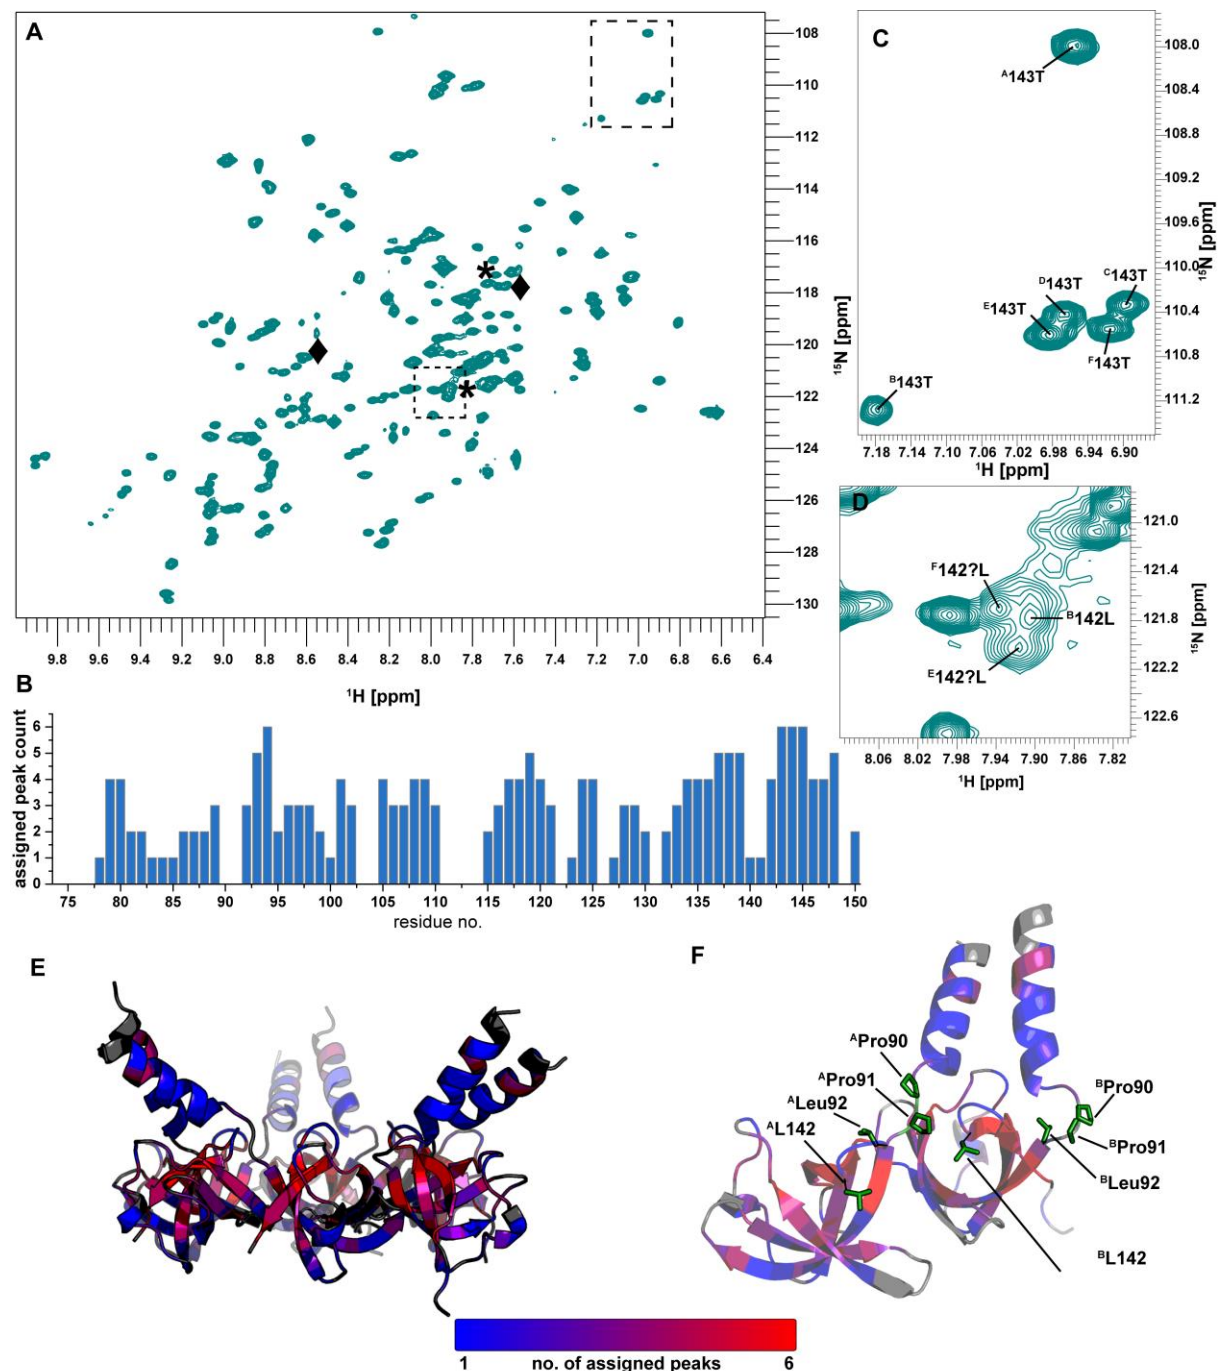 A
108
110
112
114
116
118
120
122
124
126
128
130
¹⁵N [ppm]
9.8 9.6 9.4 9.2 9.0 8.8 8.6 8.4 8.2 8.0 7.8 7.6 7.4 7.2 7.0 6.8 6.6 6.4
¹H [ppm]
*
*
C
ᴬ143T
ᴰ143T
ᶜ143T
ᴱ143T
ꟳ143T
ᴮ143T
108.0
108.4
108.8
109.2
109.6
110.0
110.4
110.8
111.2
¹⁵N [ppm]
7.18 7.14 7.10 7.06 7.02 6.98 6.94 6.90
¹H [ppm]
D
ꟳ142?L
ᴮ142L
ᴱ142?L
121.0
121.4
121.8
122.2
122.6
¹⁵N [ppm]
8.06 8.02 7.98 7.94 7.90 7.86 7.82
¹H [ppm]
B
assigned peak count
6
5
4
3
2
1
0
75 80 85 90 95 100 105 110 115 120 125 130 135 140 145 150
residue no.
E
F
ᴬPro90
ᴬPro91
ᴬLeu92
ᴬL142
ᴮPro90
ᴮPro91
ᴮLeu92
ᴮL142
1 no. of assigned peaks 6